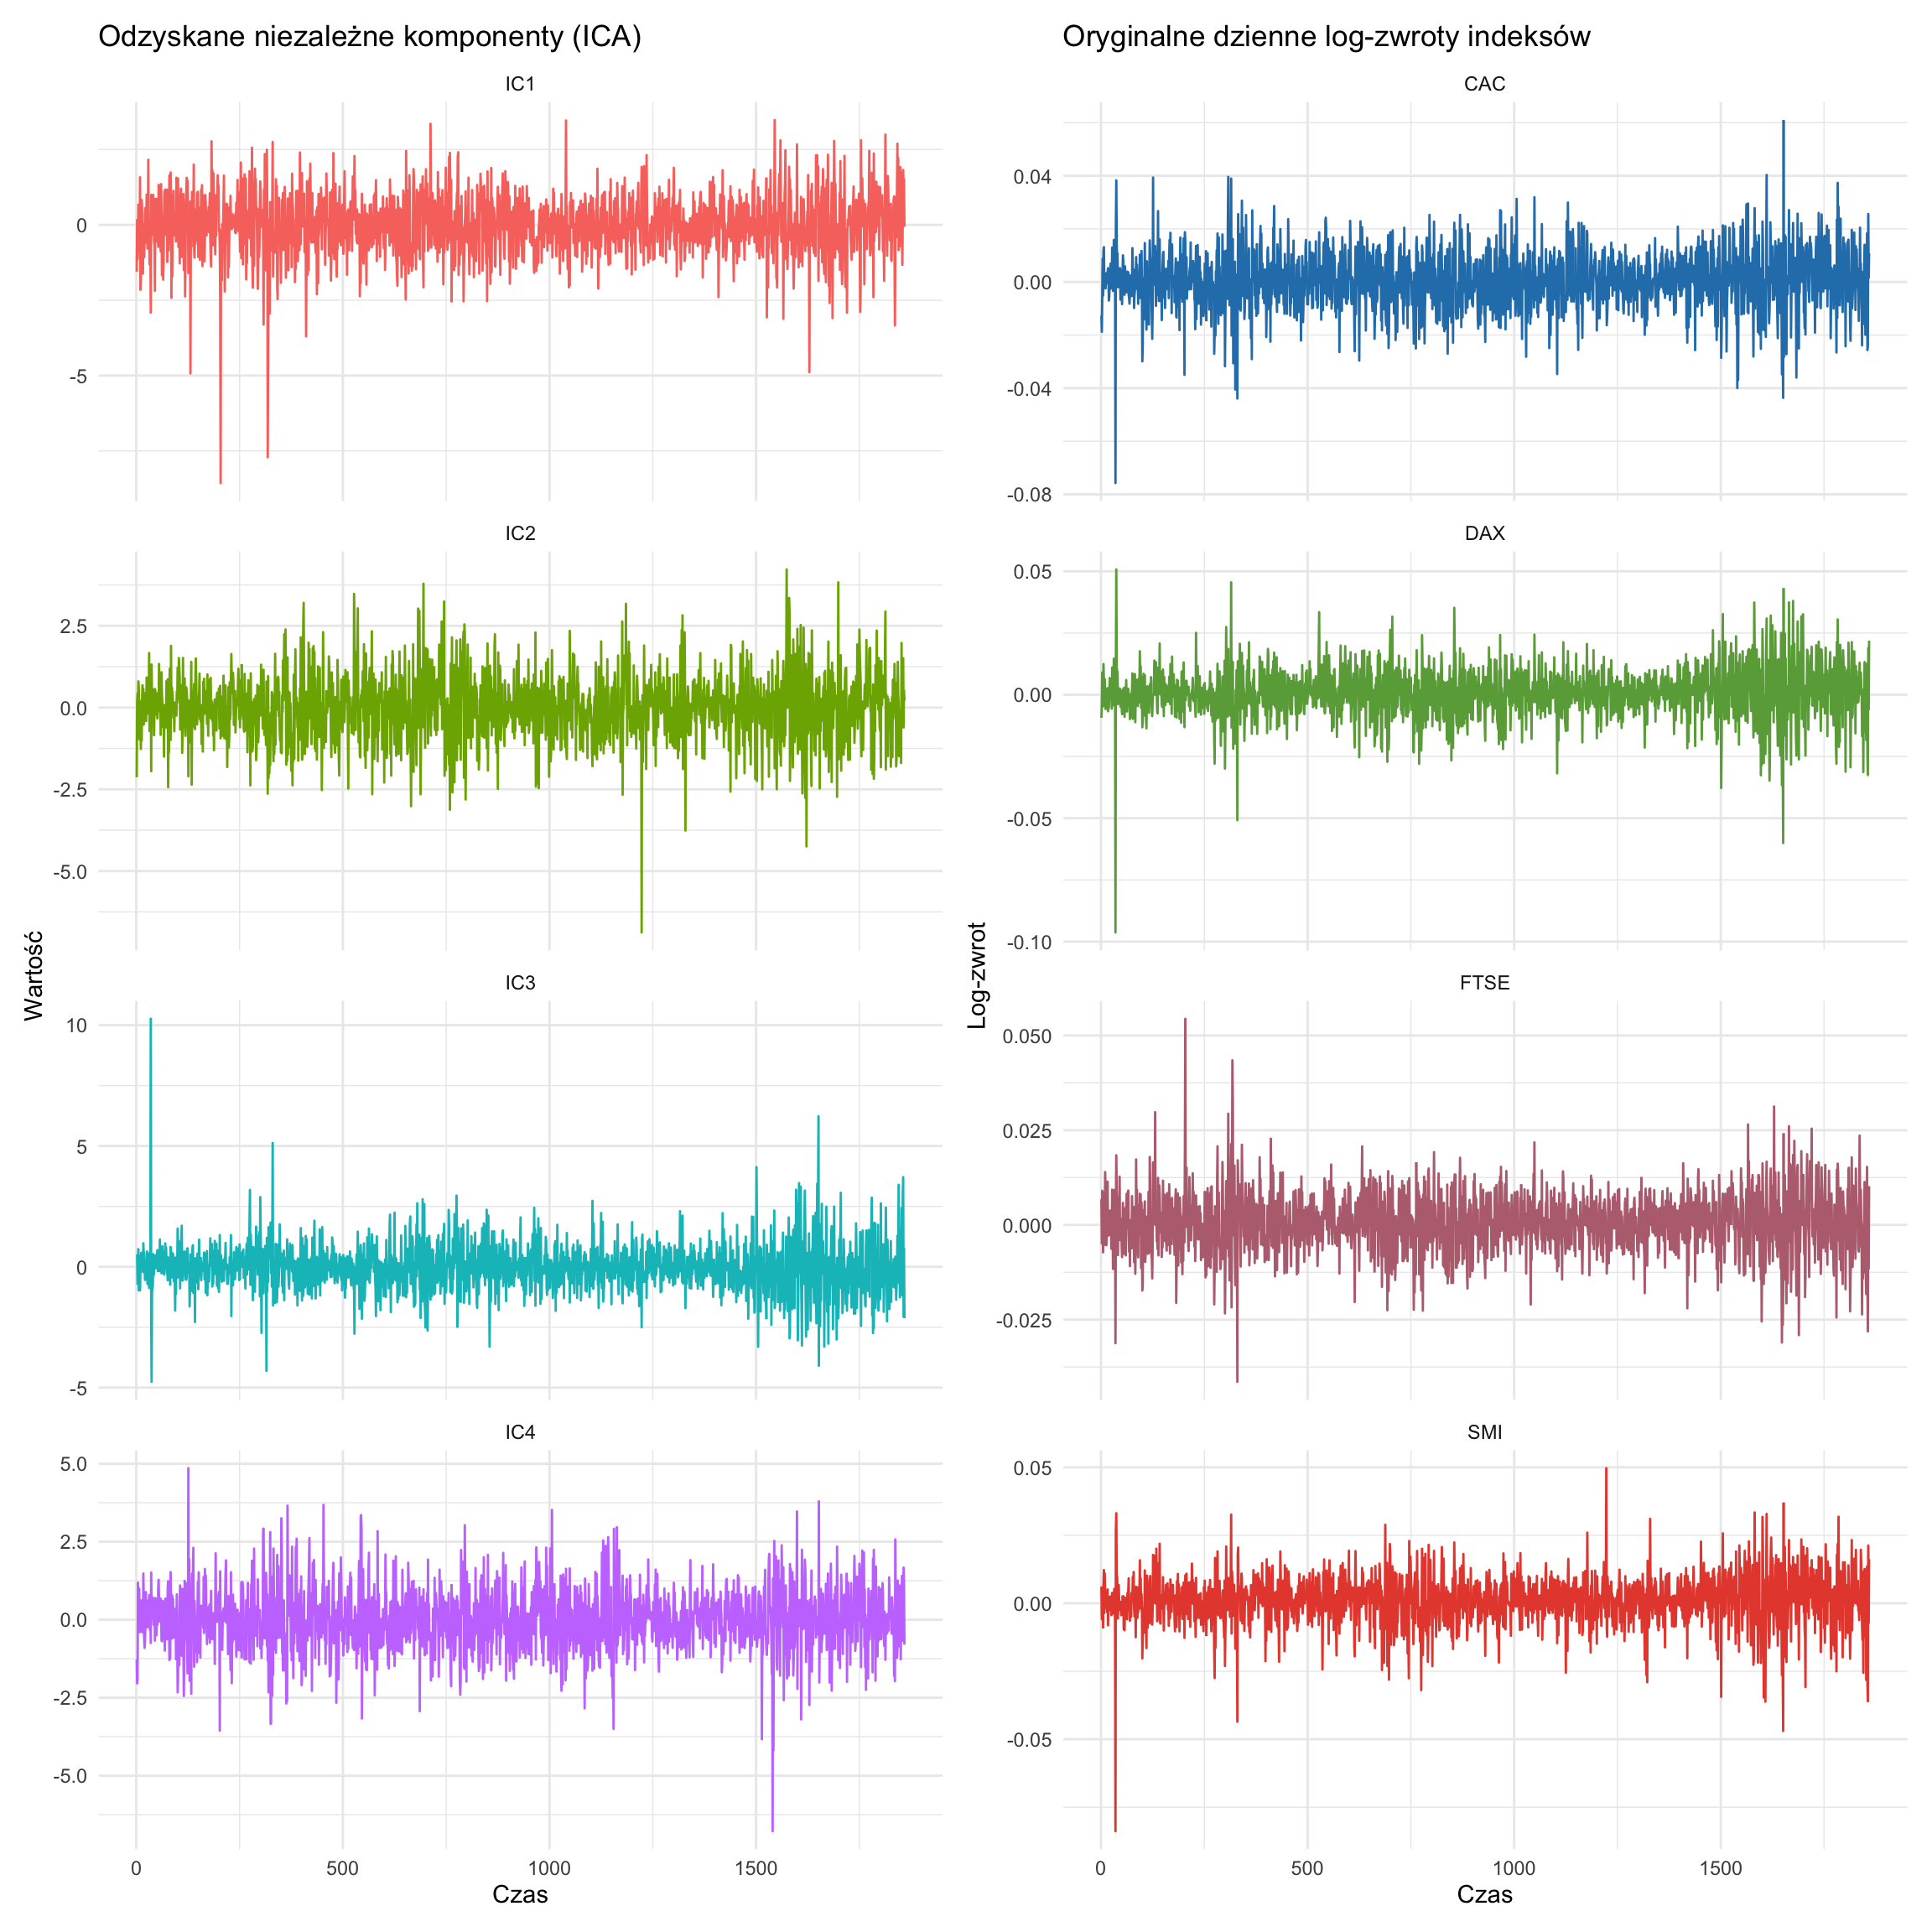 Odzyskane niezależne komponenty (ICA)
IC1
0
-5
IC2
2.5
0.0
-2.5
-5.0
IC3
10
5
0
-5
IC4
5.0
2.5
0.0
-2.5
-5.0
0 500 1000 1500
Czas
Wartość
Oryginalne dzienne log-zwroty indeksów
CAC
0.04
0.00
-0.04
-0.08
DAX
0.05
0.00
-0.05
-0.10
FTSE
0.050
0.025
0.000
-0.025
SMI
0.05
0.00
-0.05
0 500 1000 1500
Czas
Log-zwrot